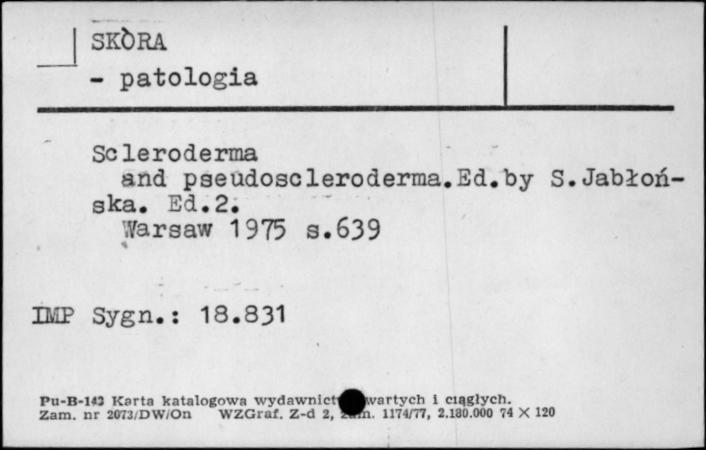 SKÓRA
- patologia
Scleroderma
and pseudoscleroderma.Ed.by S.Jabłoń-
ska. Ed.2.
Warsaw 1975 s.639
IMP Sygn.: 18.831
Pu-B-143 Karta katalogowa wydawnict wartych i ciągłych.
Zam. nr 2073/DW/On WZGraf. Z-d 2, zam. 1174/77, 2.180.000 74 X 120